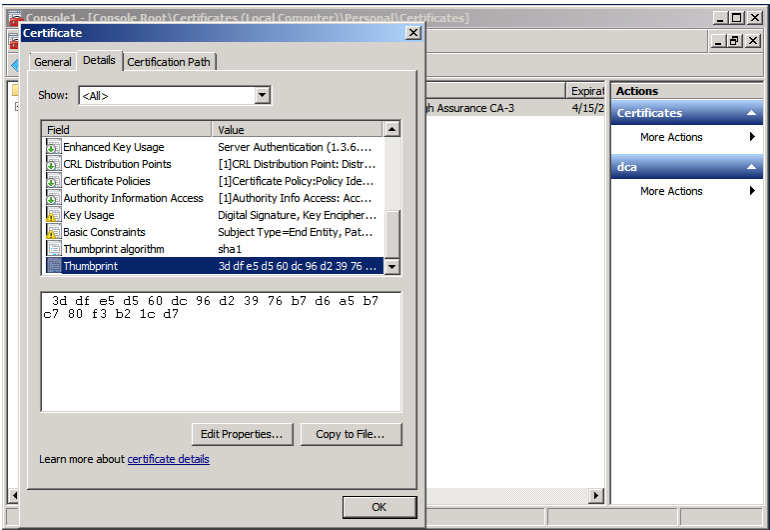 Console1 - [Console Root\Certificates (Local Computer)\Personal\Certificates]
Certificate
General Details Certification Path
Show: <All>
Field Value
Enhanced Key Usage Server Authentication (1.3.6....
CRL Distribution Points [1]CRL Distribution Point: Distr...
Certificate Policies [1]Certificate Policy:Policy Ide...
Authority Information Access [1]Authority Info Access: Acc...
Key Usage Digital Signature, Key Encipher...
Basic Constraints Subject Type=End Entity, Pat...
Thumbprint algorithm sha1
Thumbprint 3d df e5 d5 60 dc 96 d2 39 76 ...
3d df e5 d5 60 dc 96 d2 39 76 b7 d6 a5 b7
c7 80 f3 b2 1c d7
Edit Properties... Copy to File...
Learn more about certificate details
OK
Expirat
gh Assurance CA-3 4/15/2
Actions
Certificates
More Actions
dca
More Actions